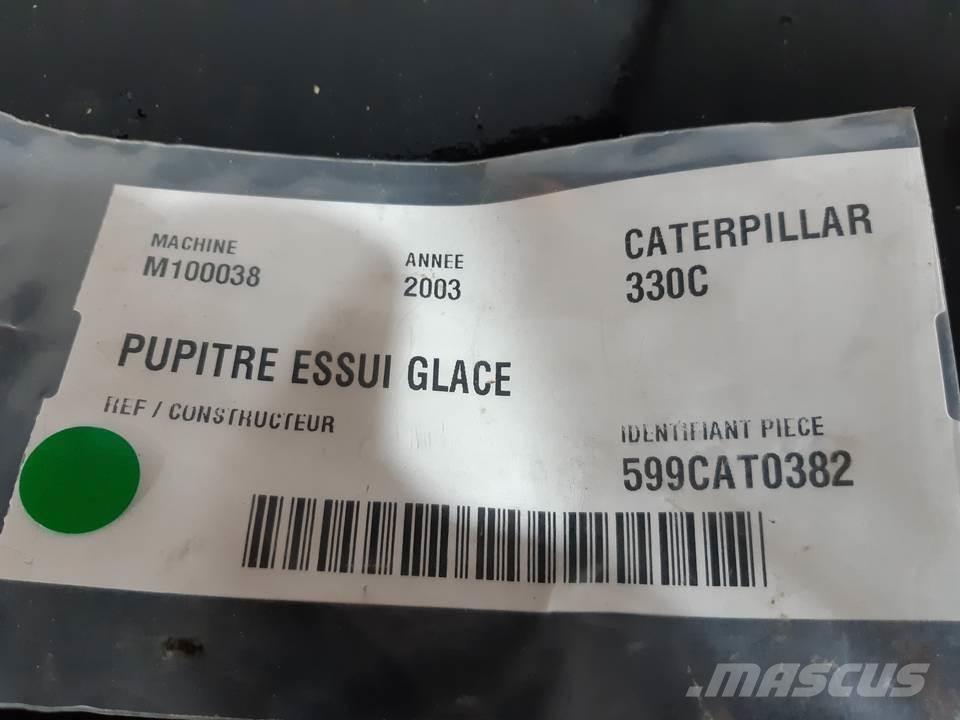 MACHINE
M100038
ANNEE
2003
CATERPILLAR
330C
PUPITRE ESSUI GLACE
REF / CONSTRUCTEUR
IDENTIFIANT PIECE
599CAT0382
MASCUS